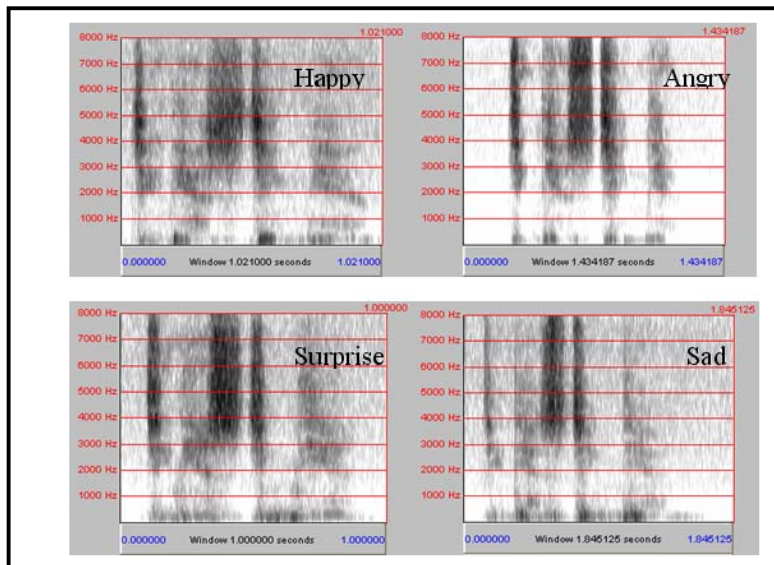 8000 Hz 1.021000
7000 Hz
Happy
6000 Hz
5000 Hz
4000 Hz
3000 Hz
2000 Hz
1000 Hz
0.000000 Window 1.021000 seconds 1.021000
8000 Hz 1.434187
7000 Hz
Angry
6000 Hz
5000 Hz
4000 Hz
3000 Hz
2000 Hz
1000 Hz
0.000000 Window 1.434187 seconds 1.434187
8000 Hz 1.000000
7000 Hz
Surprise
6000 Hz
5000 Hz
4000 Hz
3000 Hz
2000 Hz
1000 Hz
0.000000 Window 1.000000 seconds 1.000000
8000 Hz 1.845125
7000 Hz
Sad
6000 Hz
5000 Hz
4000 Hz
3000 Hz
2000 Hz
1000 Hz
0.000000 Window 1.845125 seconds 1.845125